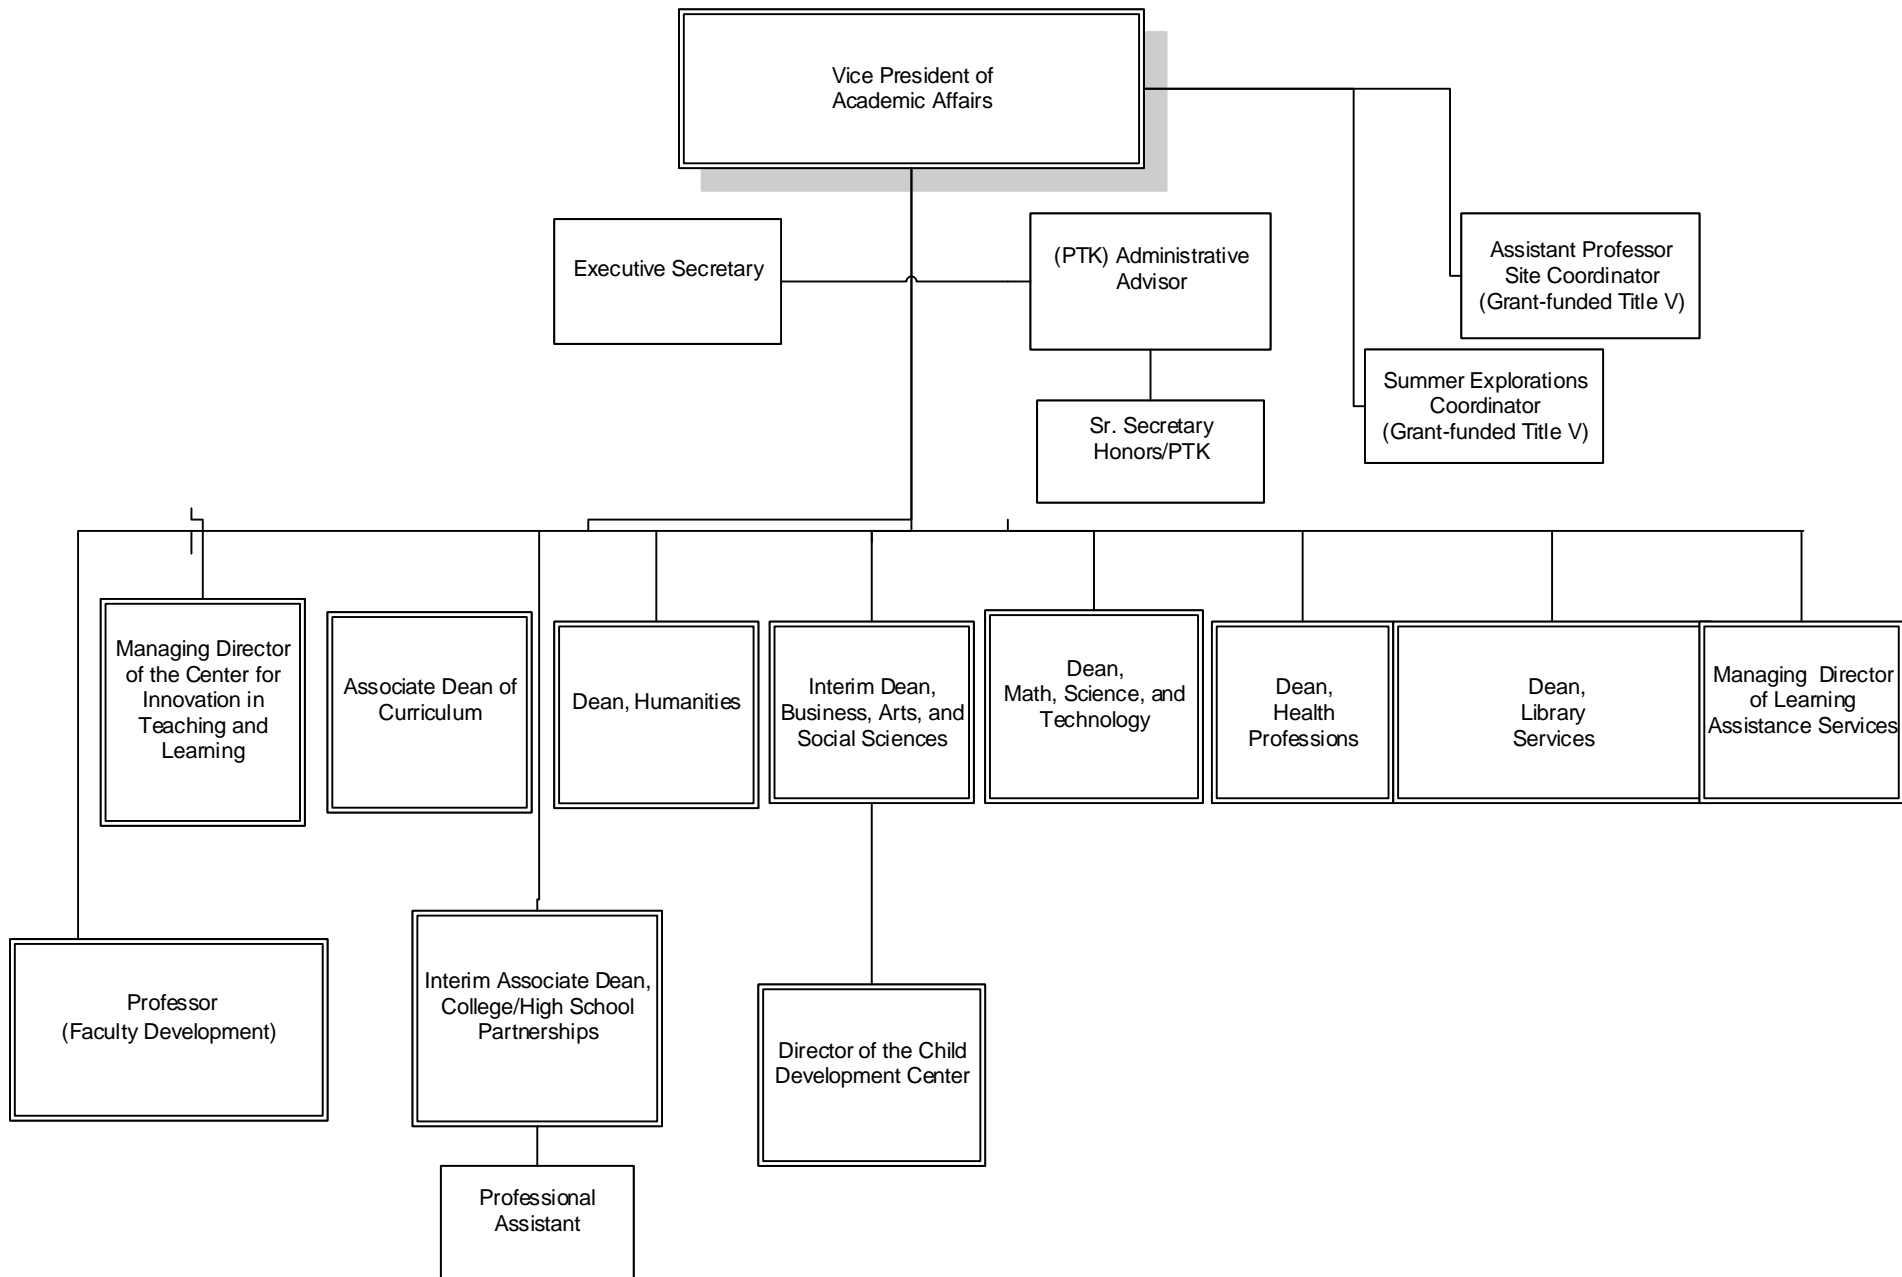 Vice President of
Academic Affairs
Executive Secretary
(PTK) Administrative
Advisor
Assistant Professor
Site Coordinator
(Grant-funded Title V)
Summer Explorations
Coordinator
(Grant-funded Title V)
Sr. Secretary
Honors/PTK
Managing Director
of the Center for
Innovation in
Teaching and
Learning
Associate Dean of
Curriculum
Dean, Humanities
Interim Dean,
Business, Arts, and
Social Sciences
Dean,
Math, Science, and
Technology
Dean,
Health
Professions
Dean,
Library
Services
Managing Director
of Learning
Assistance Services
Professor
(Faculty Development)
Interim Associate Dean,
College/High School
Partnerships
Director of the Child
Development Center
Professional
Assistant